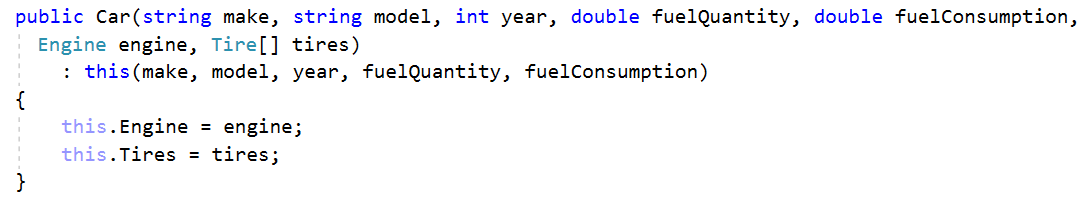 public Car(string make, string model, int year, double fuelQuantity, double fuelConsumption,
Engine engine, Tire[] tires)
: this(make, model, year, fuelQuantity, fuelConsumption)
{
this.Engine = engine;
this.Tires = tires;
}